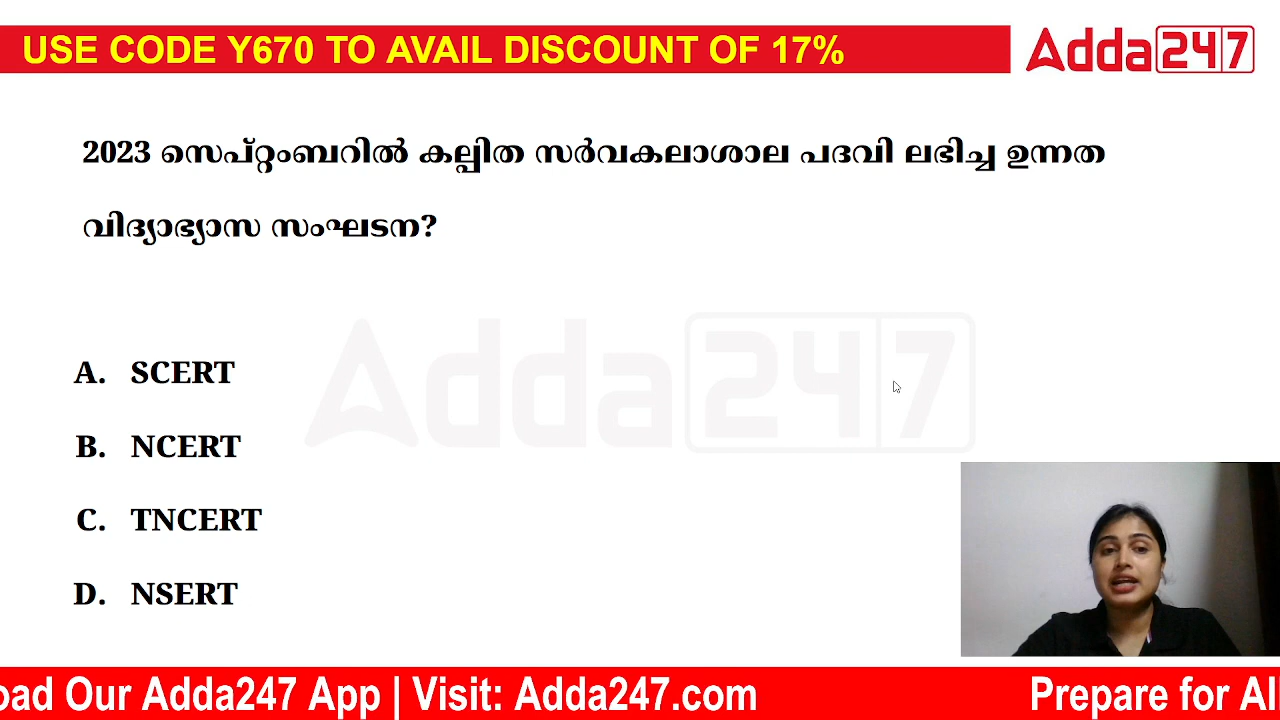 USE CODE Y670 TO AVAIL DISCOUNT OF 17%
Adda247
2023 സെപ്റ്റംബറിൽ കല്പിത സർവകലാശാല പദവി ലഭിച്ച ഉന്നത
വിദ്യാഭ്യാസ സംഘടന?
Adda247
A. SCERT
B. NCERT
C. TNCERT
D. NSERT
oad Our Adda247 App | Visit: Adda247.com Prepare for Al